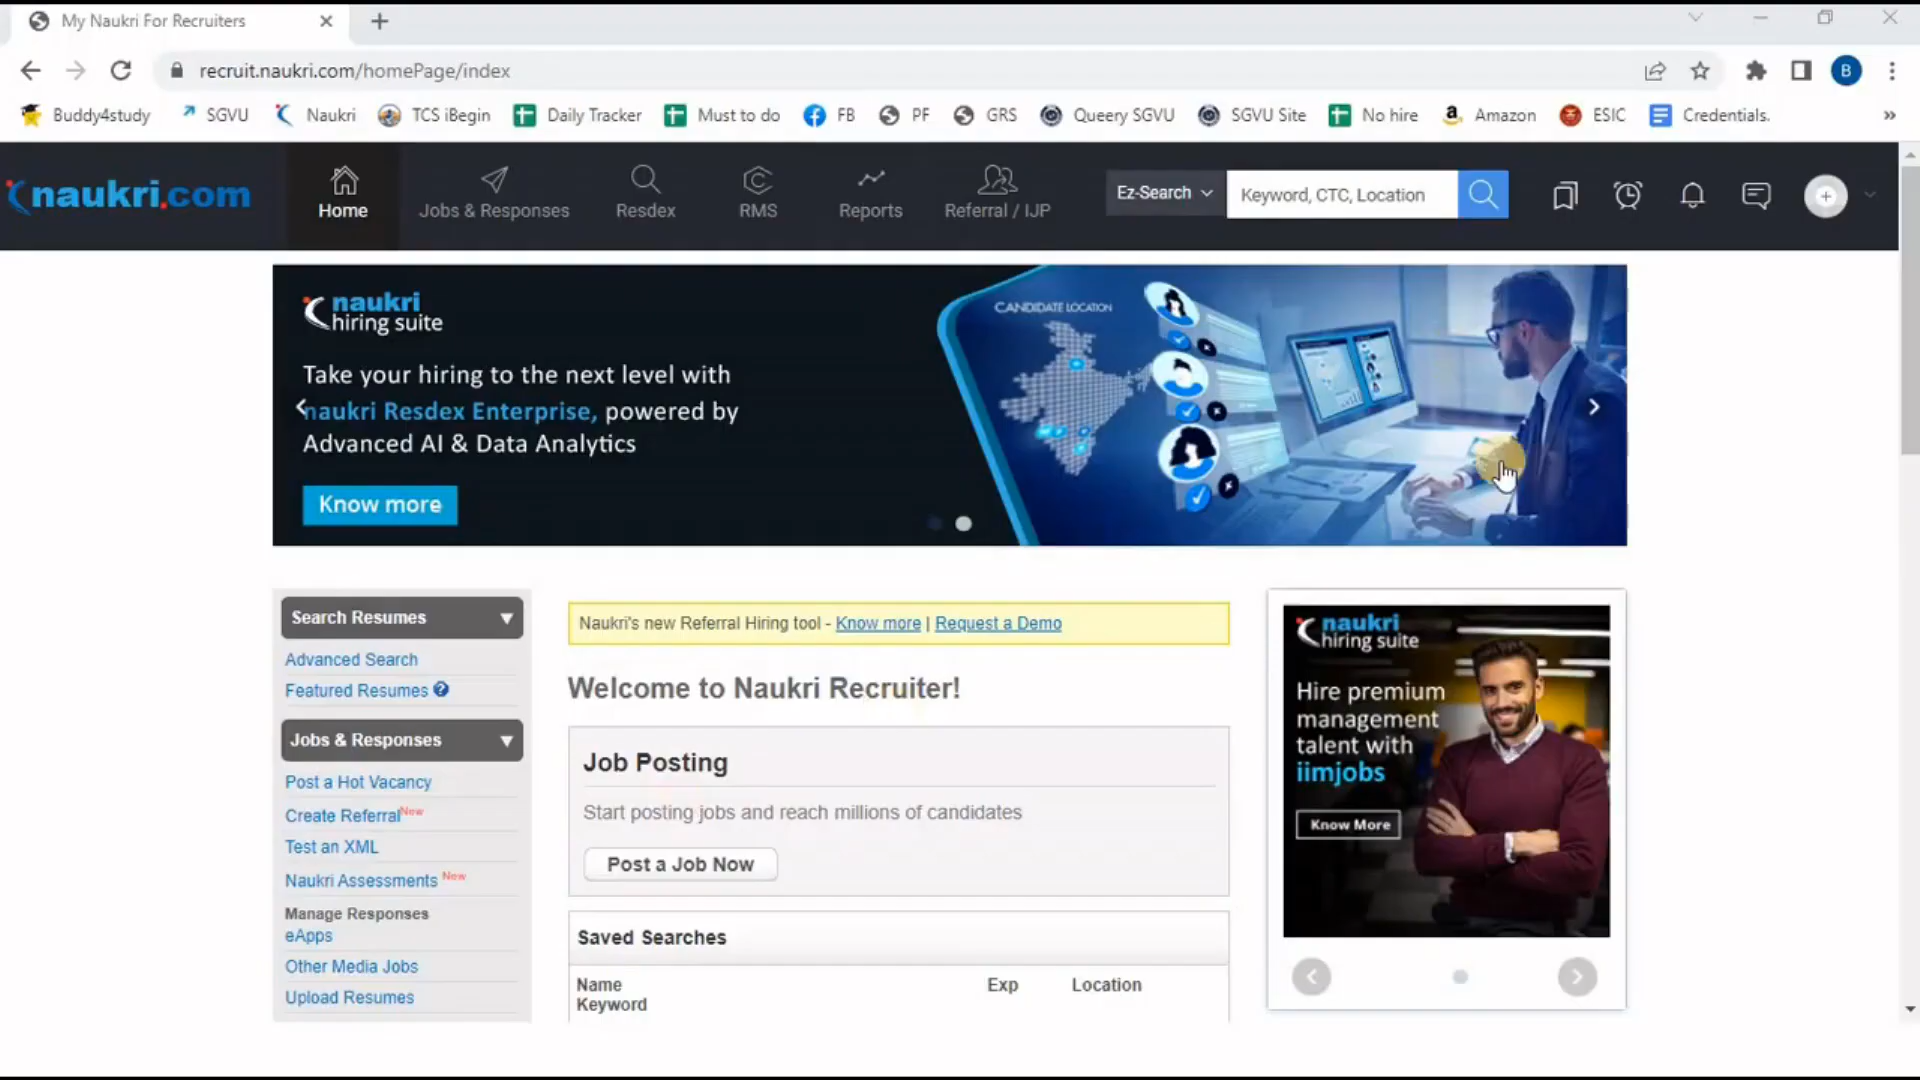 My Naukri For Recruiters
recruit.naukri.com/homePage/index
B
Buddy4study SGVU Naukri TCS iBegin Daily Tracker Must to do FB PF GRS Queery SGVU SGVU Site No hire Amazon ESIC Credentials.
naukri.com
Home Jobs & Responses Resdex RMS Reports Referral / IJP
Ez-Search Keyword, CTC, Location
naukri
hiring suite
Take your hiring to the next level with
naukri Resdex Enterprise, powered by
Advanced AI & Data Analytics
Know more
CANDIDATE LOCATION
Search Resumes
Advanced Search
Featured Resumes ?
Jobs & Responses
Post a Hot Vacancy
Create Referral New
Test an XML
Naukri Assessments New
Manage Responses
eApps
Other Media Jobs
Upload Resumes
Naukri's new Referral Hiring tool - Know more | Request a Demo
Welcome to Naukri Recruiter!
Job Posting
Start posting jobs and reach millions of candidates
Post a Job Now
Saved Searches
Name Exp Location
Keyword
naukri
hiring suite
Hire premium
management
talent with
iimjobs
Know More